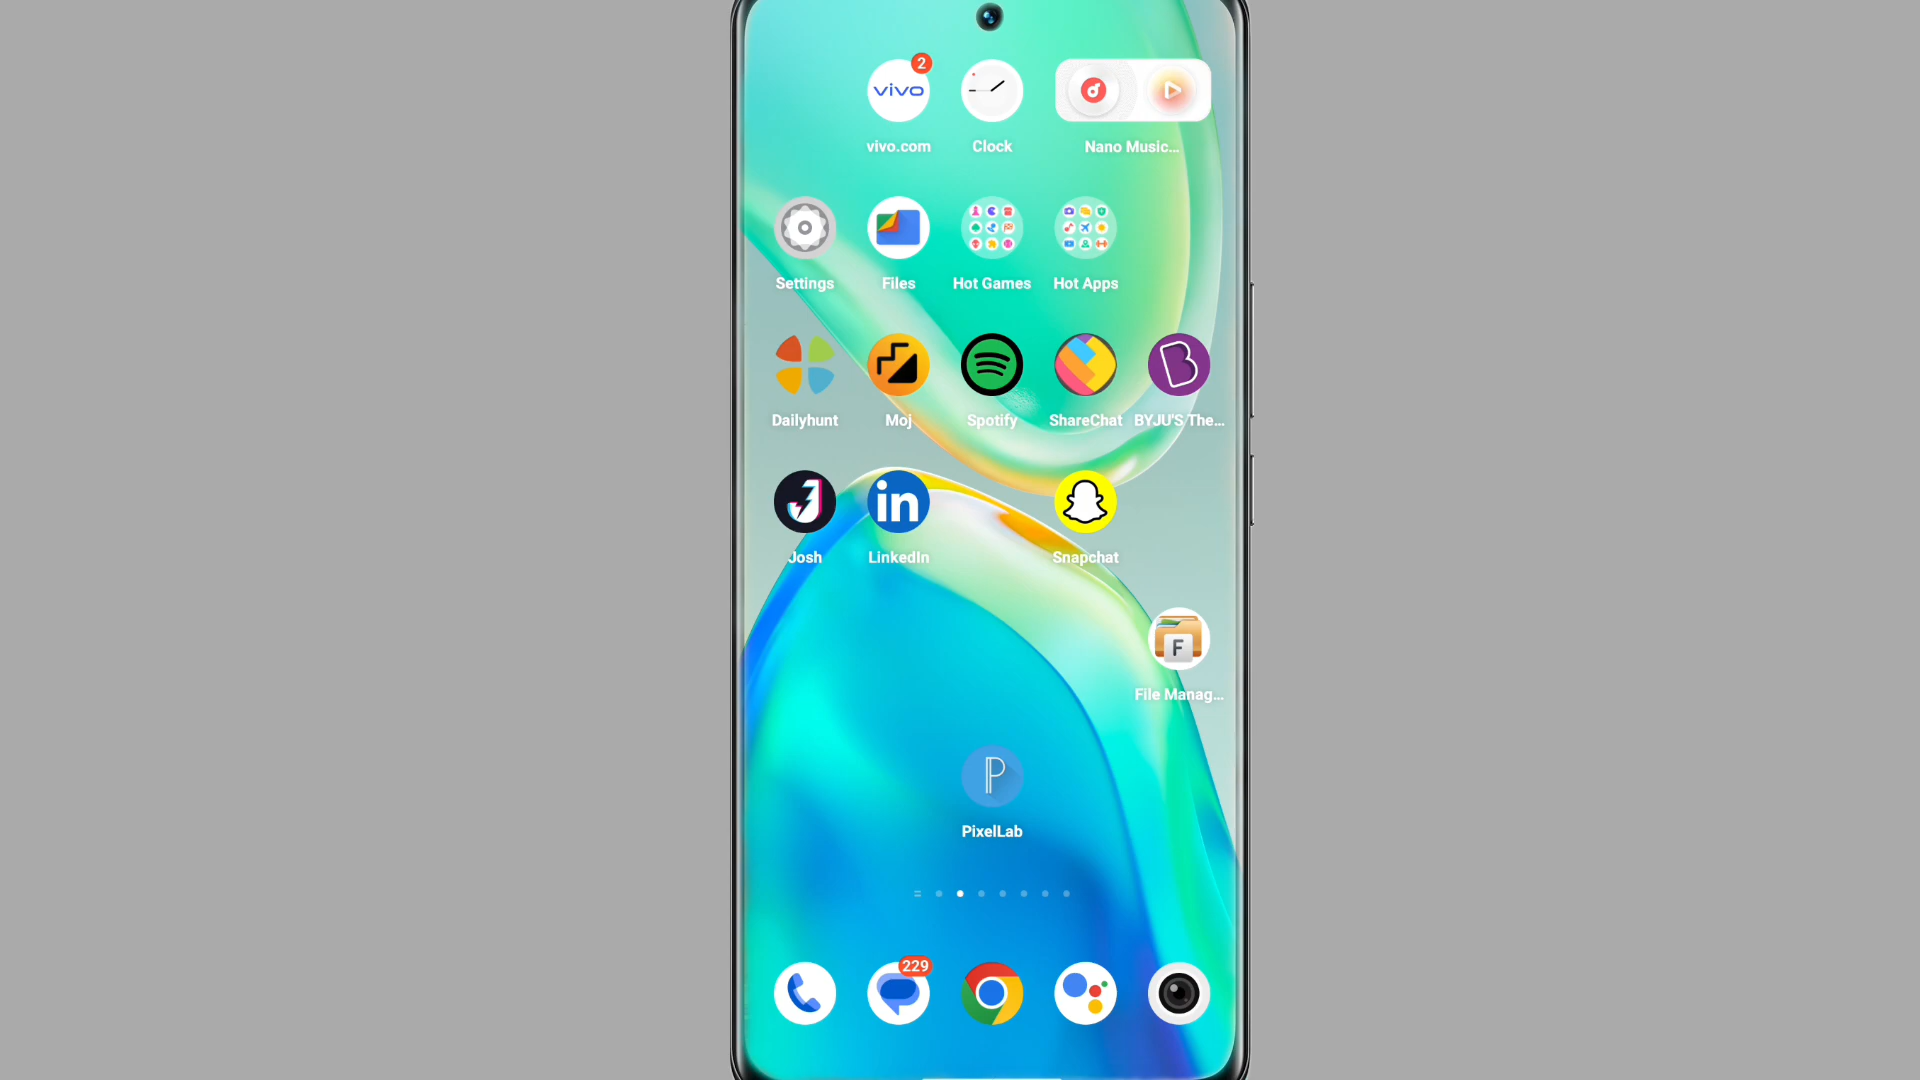 2
vivo
vivo.com
Clock
Nano Music...
Settings
Files
Hot Games
Hot Apps
Dailyhunt
Moj
Spotify
ShareChat
BYJU'S The...
in
Josh
LinkedIn
Snapchat
F
File Manag...
P
PixelLab
229